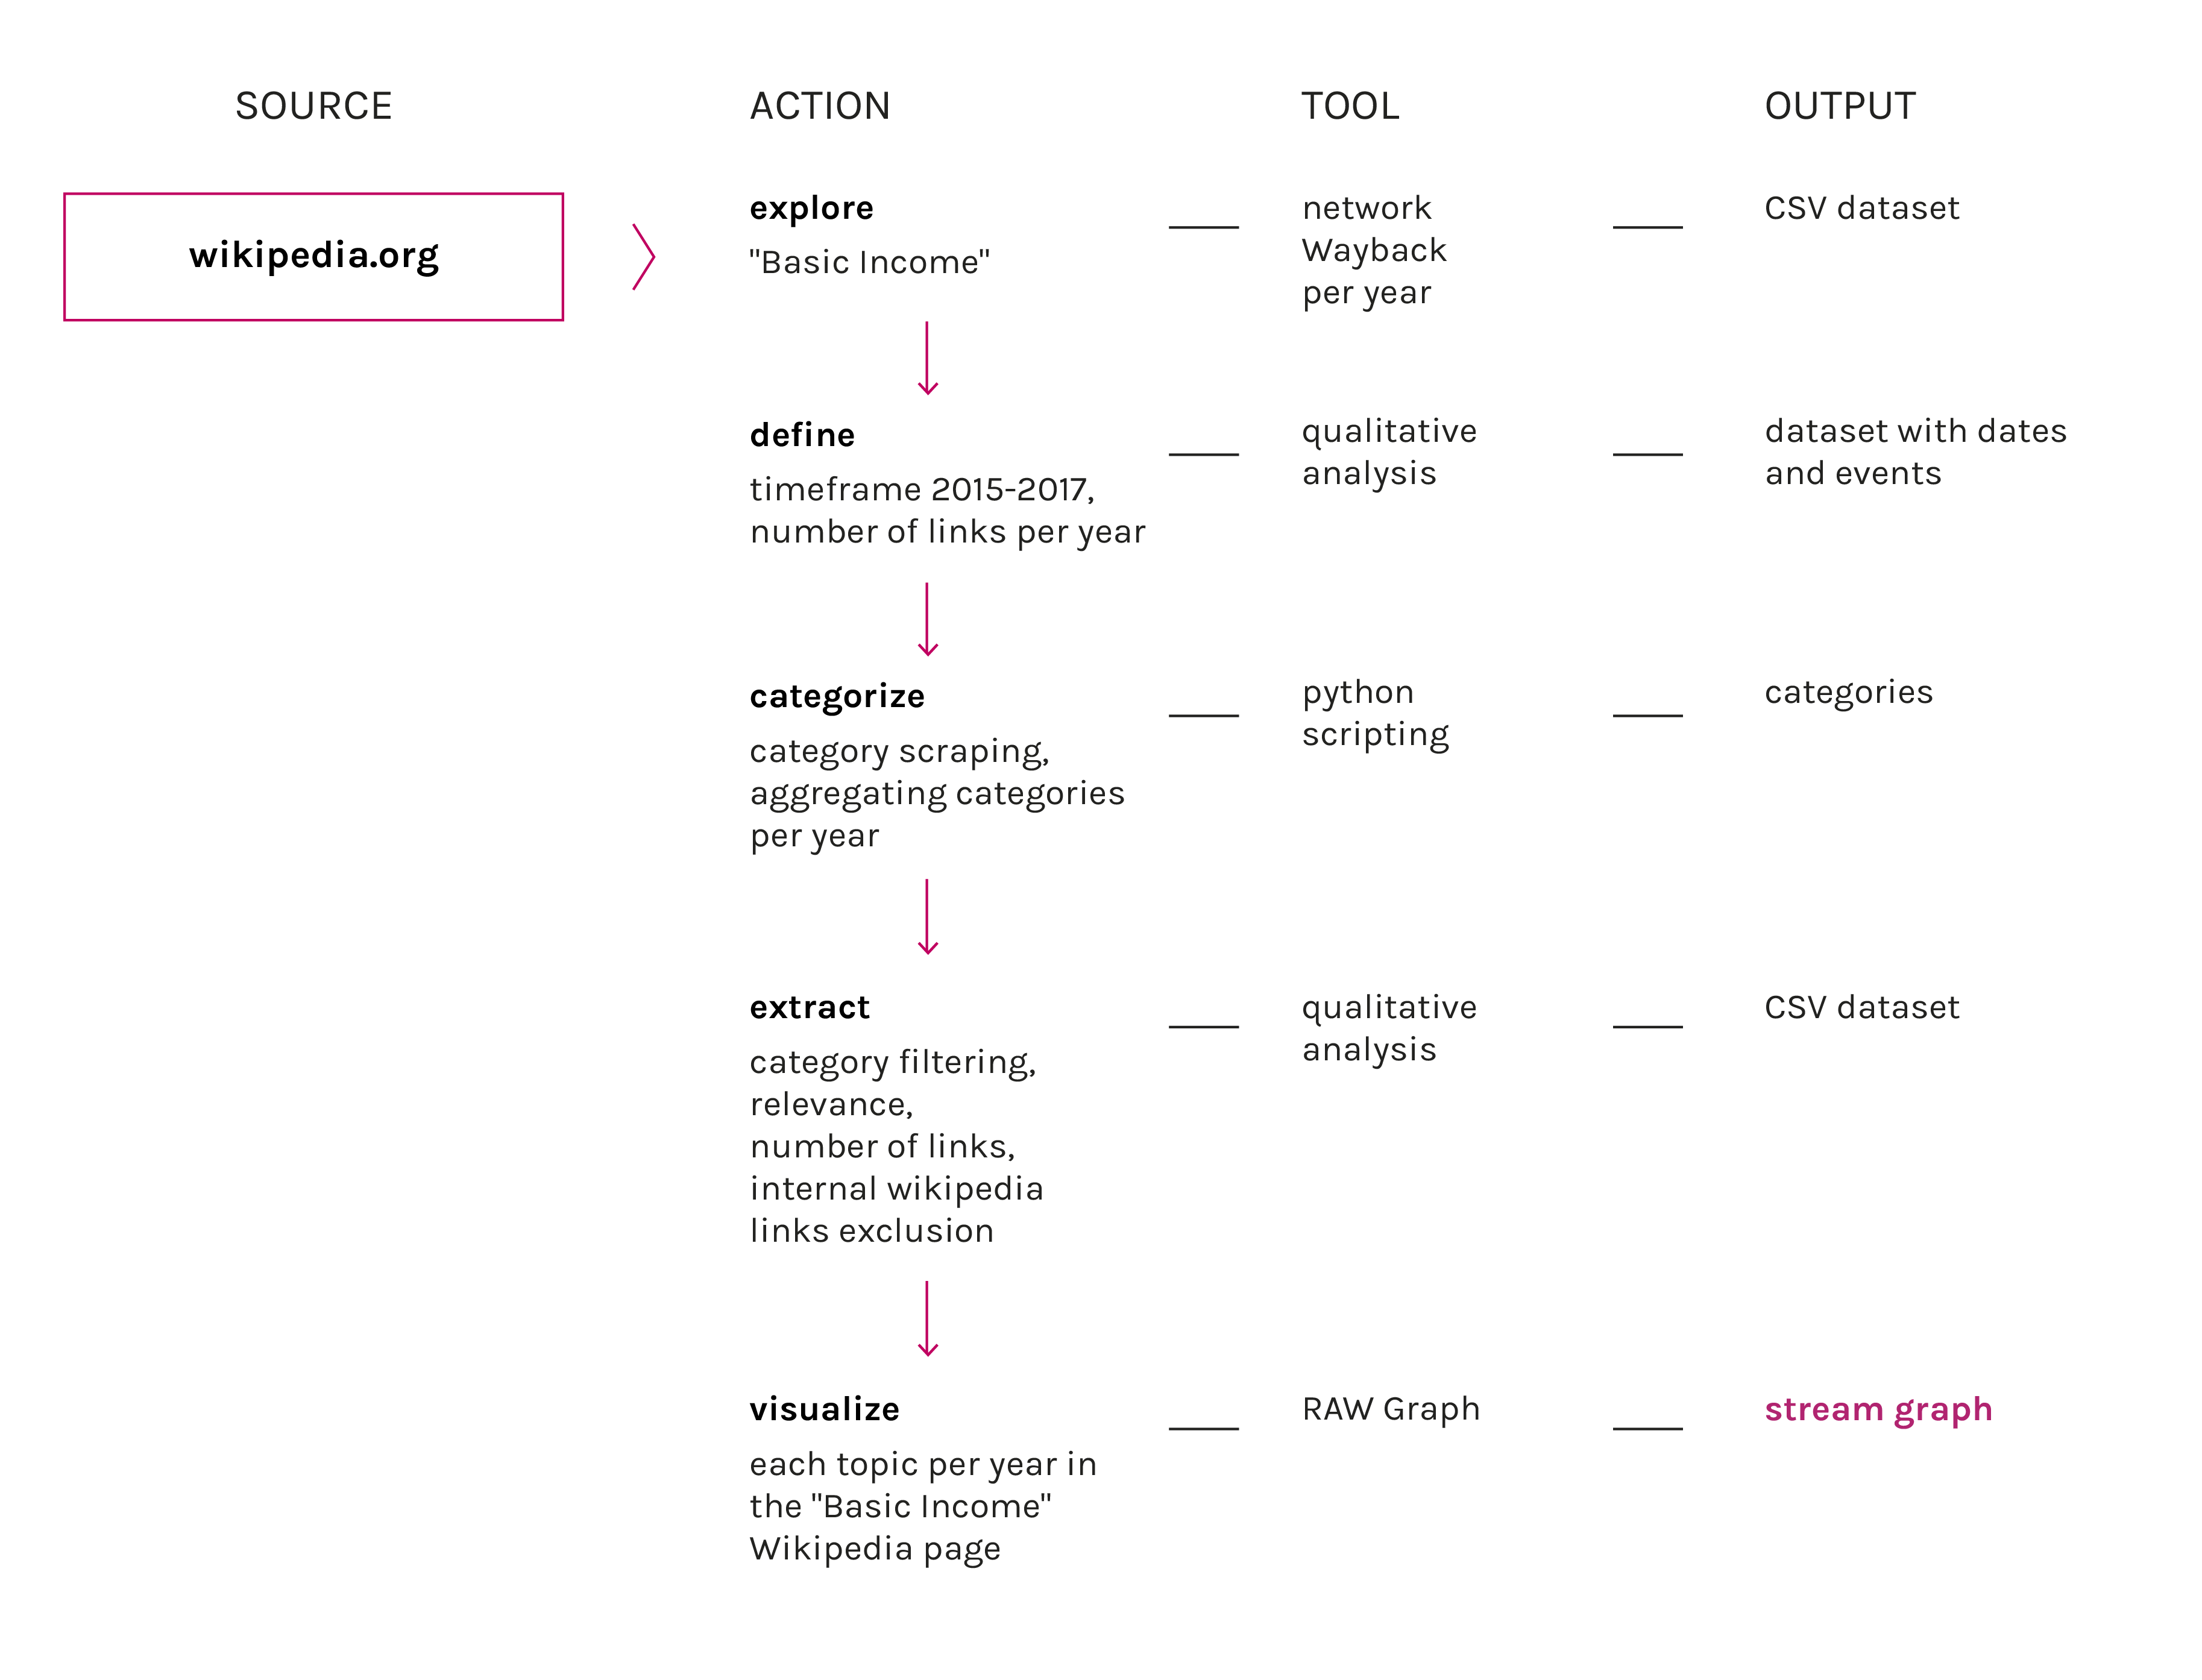 SOURCE
ACTION
TOOL
OUTPUT
wikipedia.org
explore
"Basic Income"
network
Wayback
per year
CSV dataset
define
timeframe 2015-2017,
number of links per year
qualitative
analysis
dataset with dates
and events
categorize
category scraping,
aggregating categories
per year
python
scripting
categories
extract
category filtering,
relevance,
number of links,
internal wikipedia
links exclusion
qualitative
analysis
CSV dataset
visualize
each topic per year in
the "Basic Income"
Wikipedia page
RAW Graph
stream graph